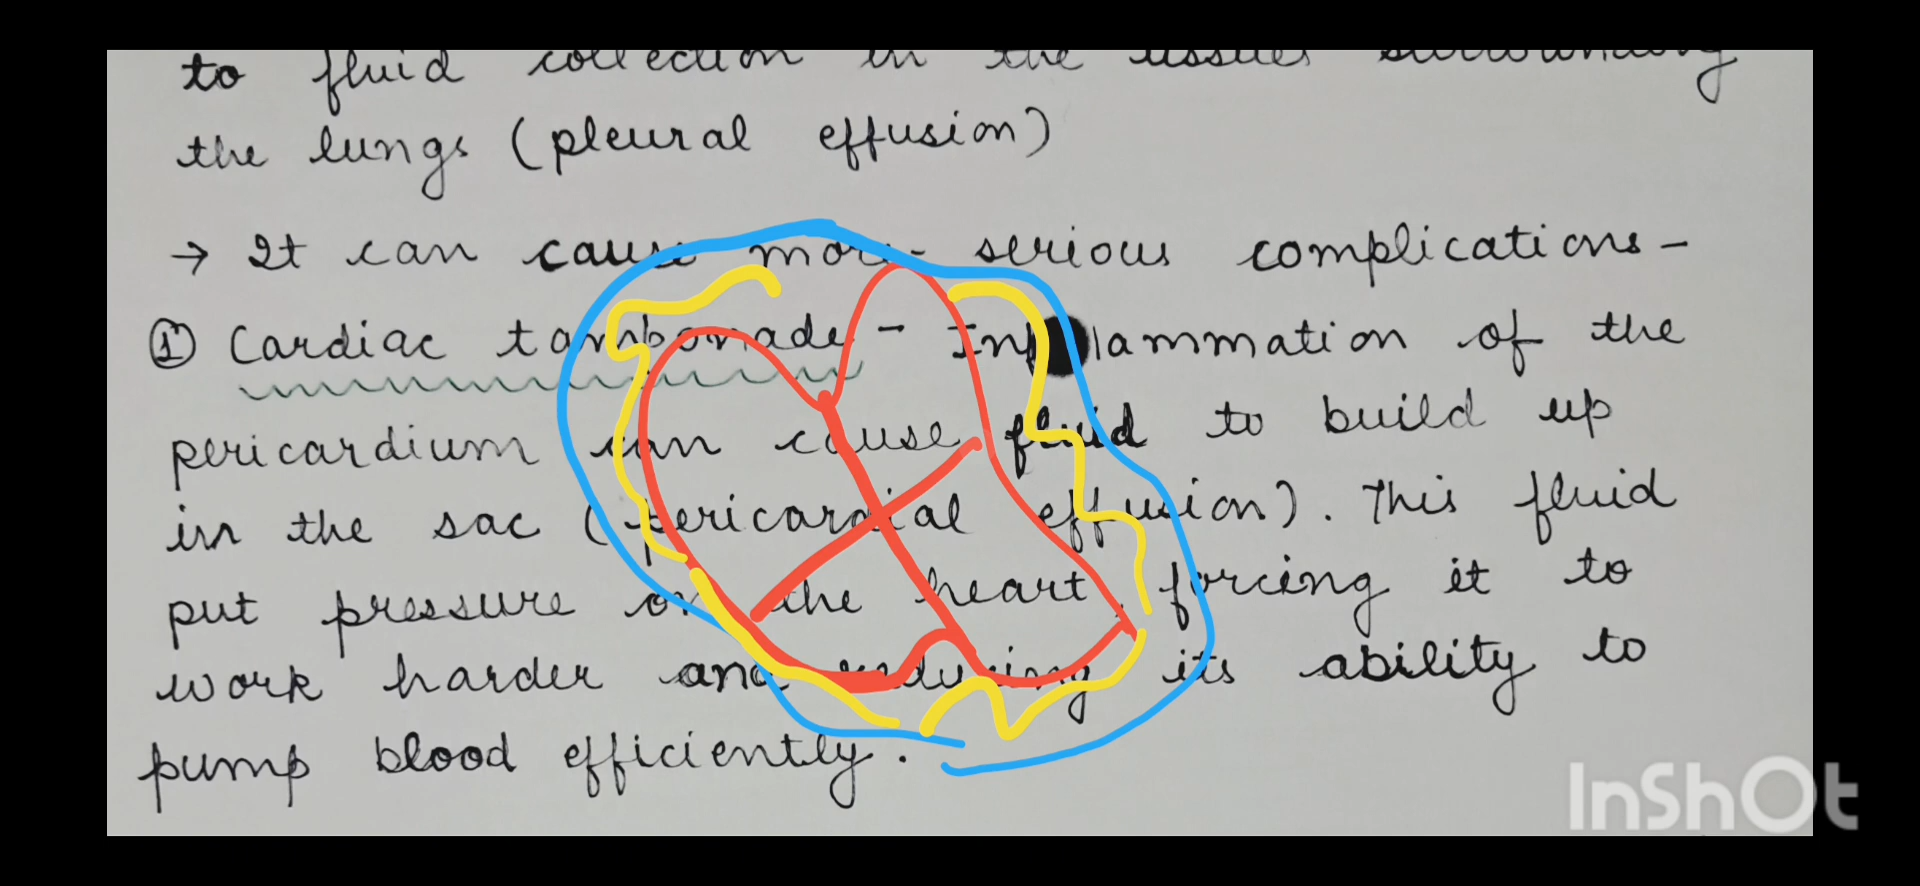 to fluid collection in the tissues surrounding
the lungs (pleural effusion)
→ It can cause more serious complications-
① Cardiac tamponade - Inflammation of the
pericardium can cause fluid to build up
in the sac (pericardial effusion). This fluid
put pressure on the heart, forcing it to
work harder and reducing its ability to
pump blood efficiently.
InShOt